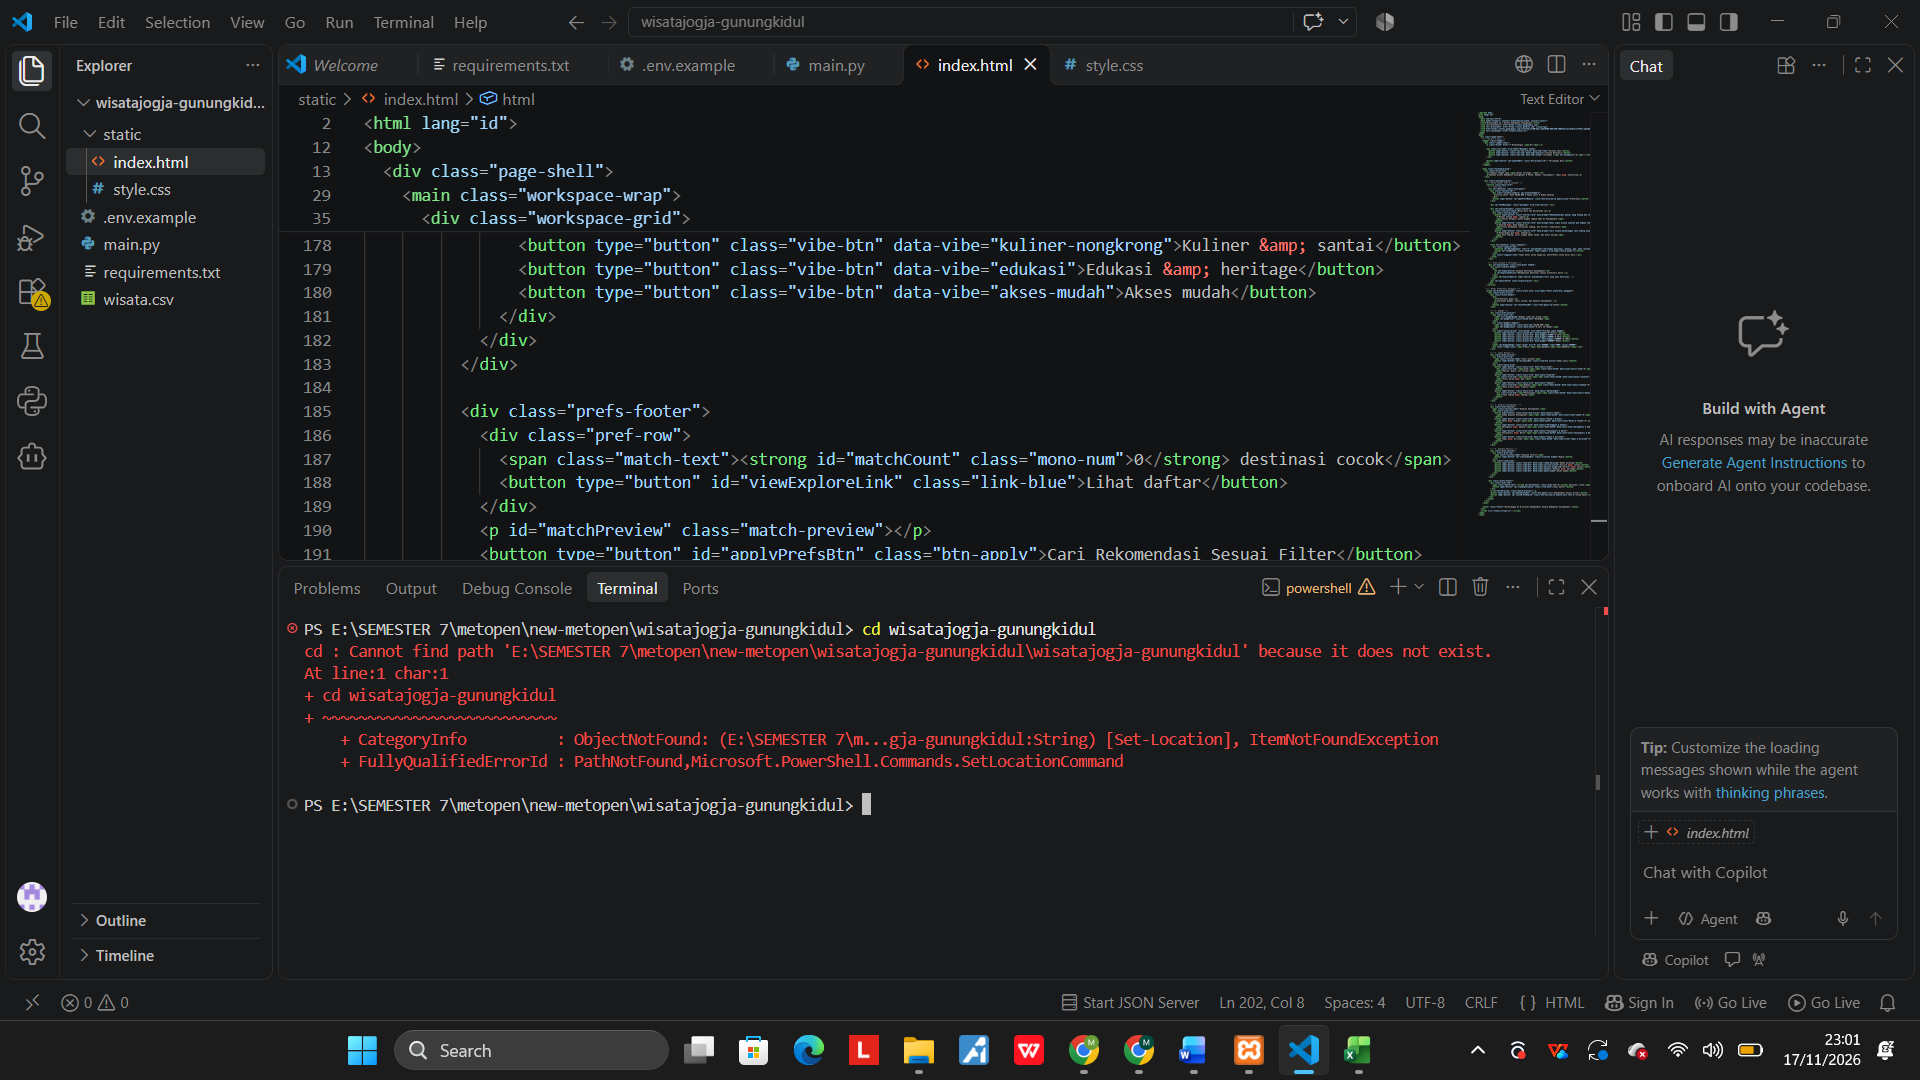 File Edit Selection View Go Run Terminal Help
wisatajogja-gunungkidul
Explorer
wisatajogja-gunungkid...
static
index.html
style.css
.env.example
main.py
requirements.txt
wisata.csv
Outline
Timeline
Welcome
requirements.txt
.env.example
main.py
index.html
style.css
static > index.html > html
Text Editor
2 <html lang="id">
12 <body>
13 <div class="page-shell">
29 <main class="workspace-wrap">
35 <div class="workspace-grid">
178 <button type="button" class="vibe-btn" data-vibe="kuliner-nongkrong">Kuliner &amp; santai</button>
179 <button type="button" class="vibe-btn" data-vibe="edukasi">Edukasi &amp; heritage</button>
180 <button type="button" class="vibe-btn" data-vibe="akses-mudah">Akses mudah</button>
181 </div>
182 </div>
183 </div>
184
185 <div class="prefs-footer">
186 <div class="pref-row">
187 <span class="match-text"><strong id="matchCount" class="mono-num">0</strong> destinasi cocok</span>
188 <button type="button" id="viewExploreLink" class="link-blue">Lihat daftar</button>
189 </div>
190 <p id="matchPreview" class="match-preview"></p>
191 <button type="button" id="applyPrefsBtn" class="btn-apply">Cari Rekomendasi Sesuai Filter</button>
Problems Output Debug Console Terminal Ports
powershell
PS E:\SEMESTER 7\metopen\new-metopen\wisatajogja-gunungkidul> cd wisatajogja-gunungkidul
cd : Cannot find path 'E:\SEMESTER 7\metopen\new-metopen\wisatajogja-gunungkidul\wisatajogja-gunungkidul' because it does not exist.
At line:1 char:1
+ cd wisatajogja-gunungkidul
+ ~~~~~~~~~~~~~~~~~~~~~~~~~~
+ CategoryInfo : ObjectNotFound: (E:\SEMESTER 7\m...gja-gunungkidul:String) [Set-Location], ItemNotFoundException
+ FullyQualifiedErrorId : PathNotFound,Microsoft.PowerShell.Commands.SetLocationCommand
PS E:\SEMESTER 7\metopen\new-metopen\wisatajogja-gunungkidul>
Chat
Build with Agent
AI responses may be inaccurate
Generate Agent Instructions to
onboard AI onto your codebase.
Tip: Customize the loading
messages shown while the agent
works with thinking phrases.
index.html
Chat with Copilot
Agent
Copilot
0 0
Start JSON Server Ln 202, Col 8 Spaces: 4 UTF-8 CRLF { } HTML Sign In Go Live Go Live
Search
23:01
17/11/2026